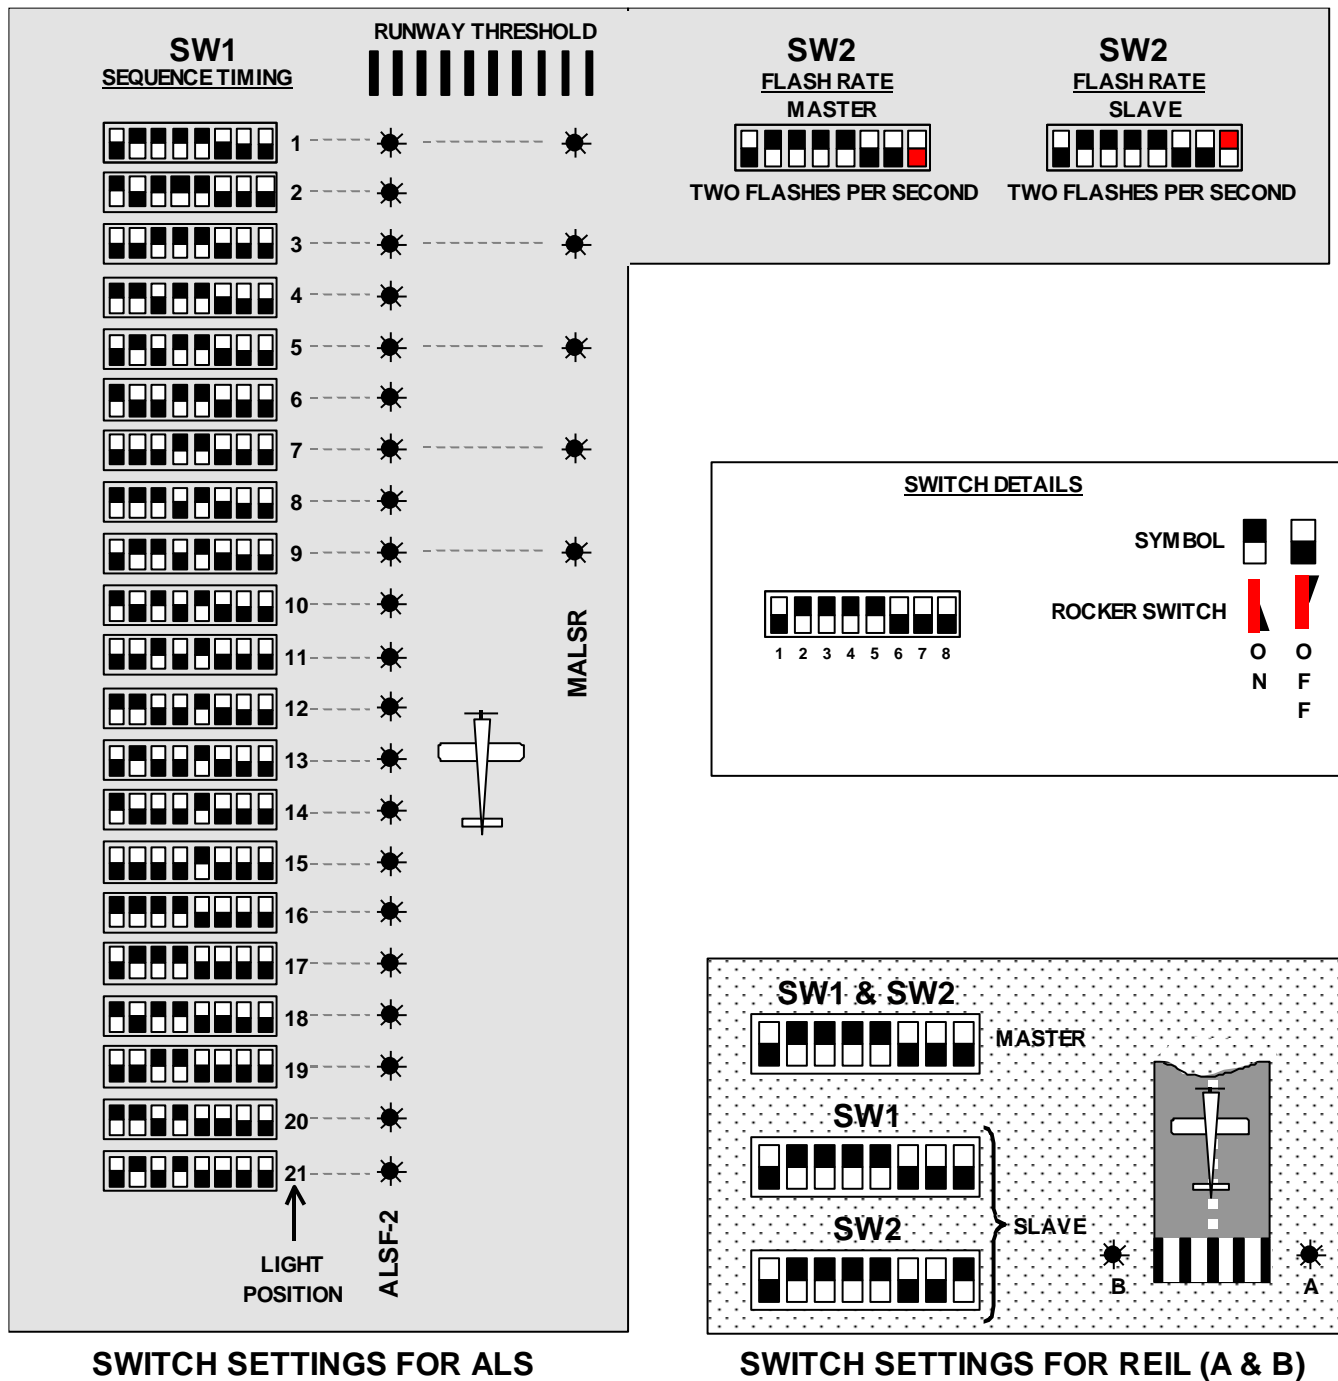 SW1
SEQUENCE TIMING
RUNWAY THRESHOLD
1
2
3
4
5
6
7
8
9
10
11
12
13
14
15
16
17
18
19
20
21
LIGHT
POSITION
ALSF-2
MALSR
SWITCH SETTINGS FOR ALS
SW2
FLASH RATE
MASTER
TWO FLASHES PER SECOND
SW2
FLASH RATE
SLAVE
TWO FLASHES PER SECOND
SWITCH DETAILS
SYMBOL
ROCKER SWITCH
1 2 3 4 5 6 7 8
O
N
O
F
F
SW1 & SW2
MASTER
SW1
SW2
SLAVE
B
A
SWITCH SETTINGS FOR REIL (A & B)